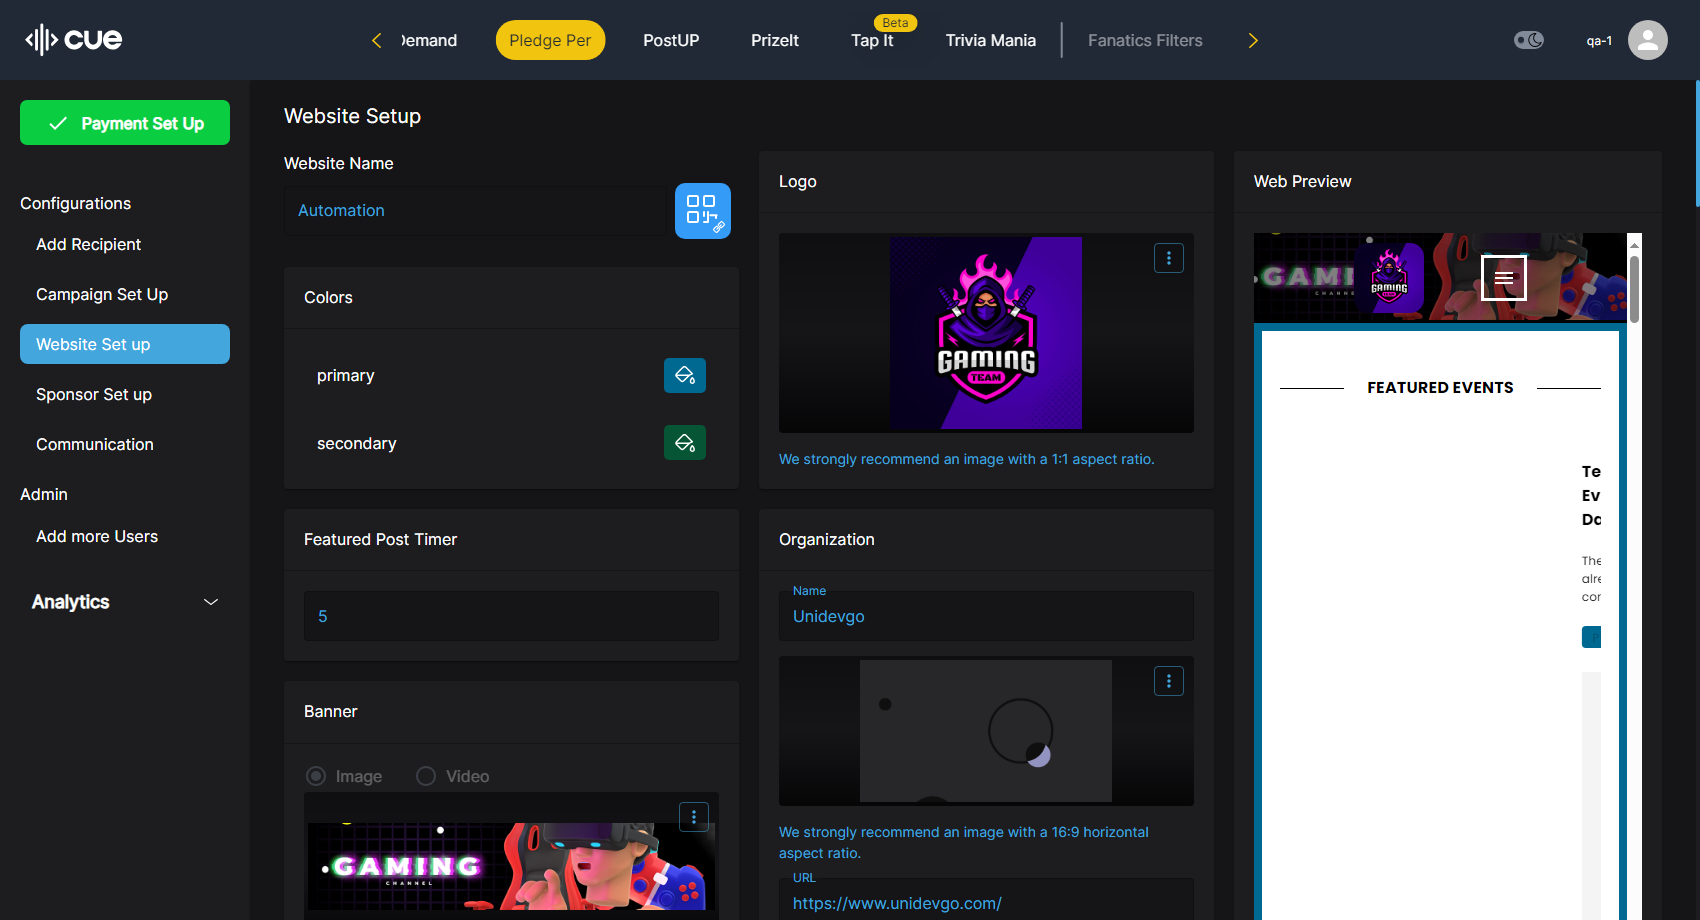 cue
Demand
Pledge Per
PostUP
PrizeIt
Beta
Tap It
Trivia Mania
Fanatics Filters
qa-1
Payment Set Up
Configurations
Add Recipient
Campaign Set Up
Website Set up
Sponsor Set up
Communication
Admin
Add more Users
Analytics
Website Setup
Website Name
Automation
Colors
primary
secondary
Featured Post Timer
5
Banner
Image
Video
GAMING
CHANNEL
Logo
GAMING
TEAM
We strongly recommend an image with a 1:1 aspect ratio.
Organization
Name
Unidevgo
We strongly recommend an image with a 16:9 horizontal
aspect ratio.
URL
https://www.unidevgo.com/
Web Preview
GAMI
CHANN
GAMING
TEAM
FEATURED EVENTS
Te
Ev
Da
The
alre
cor